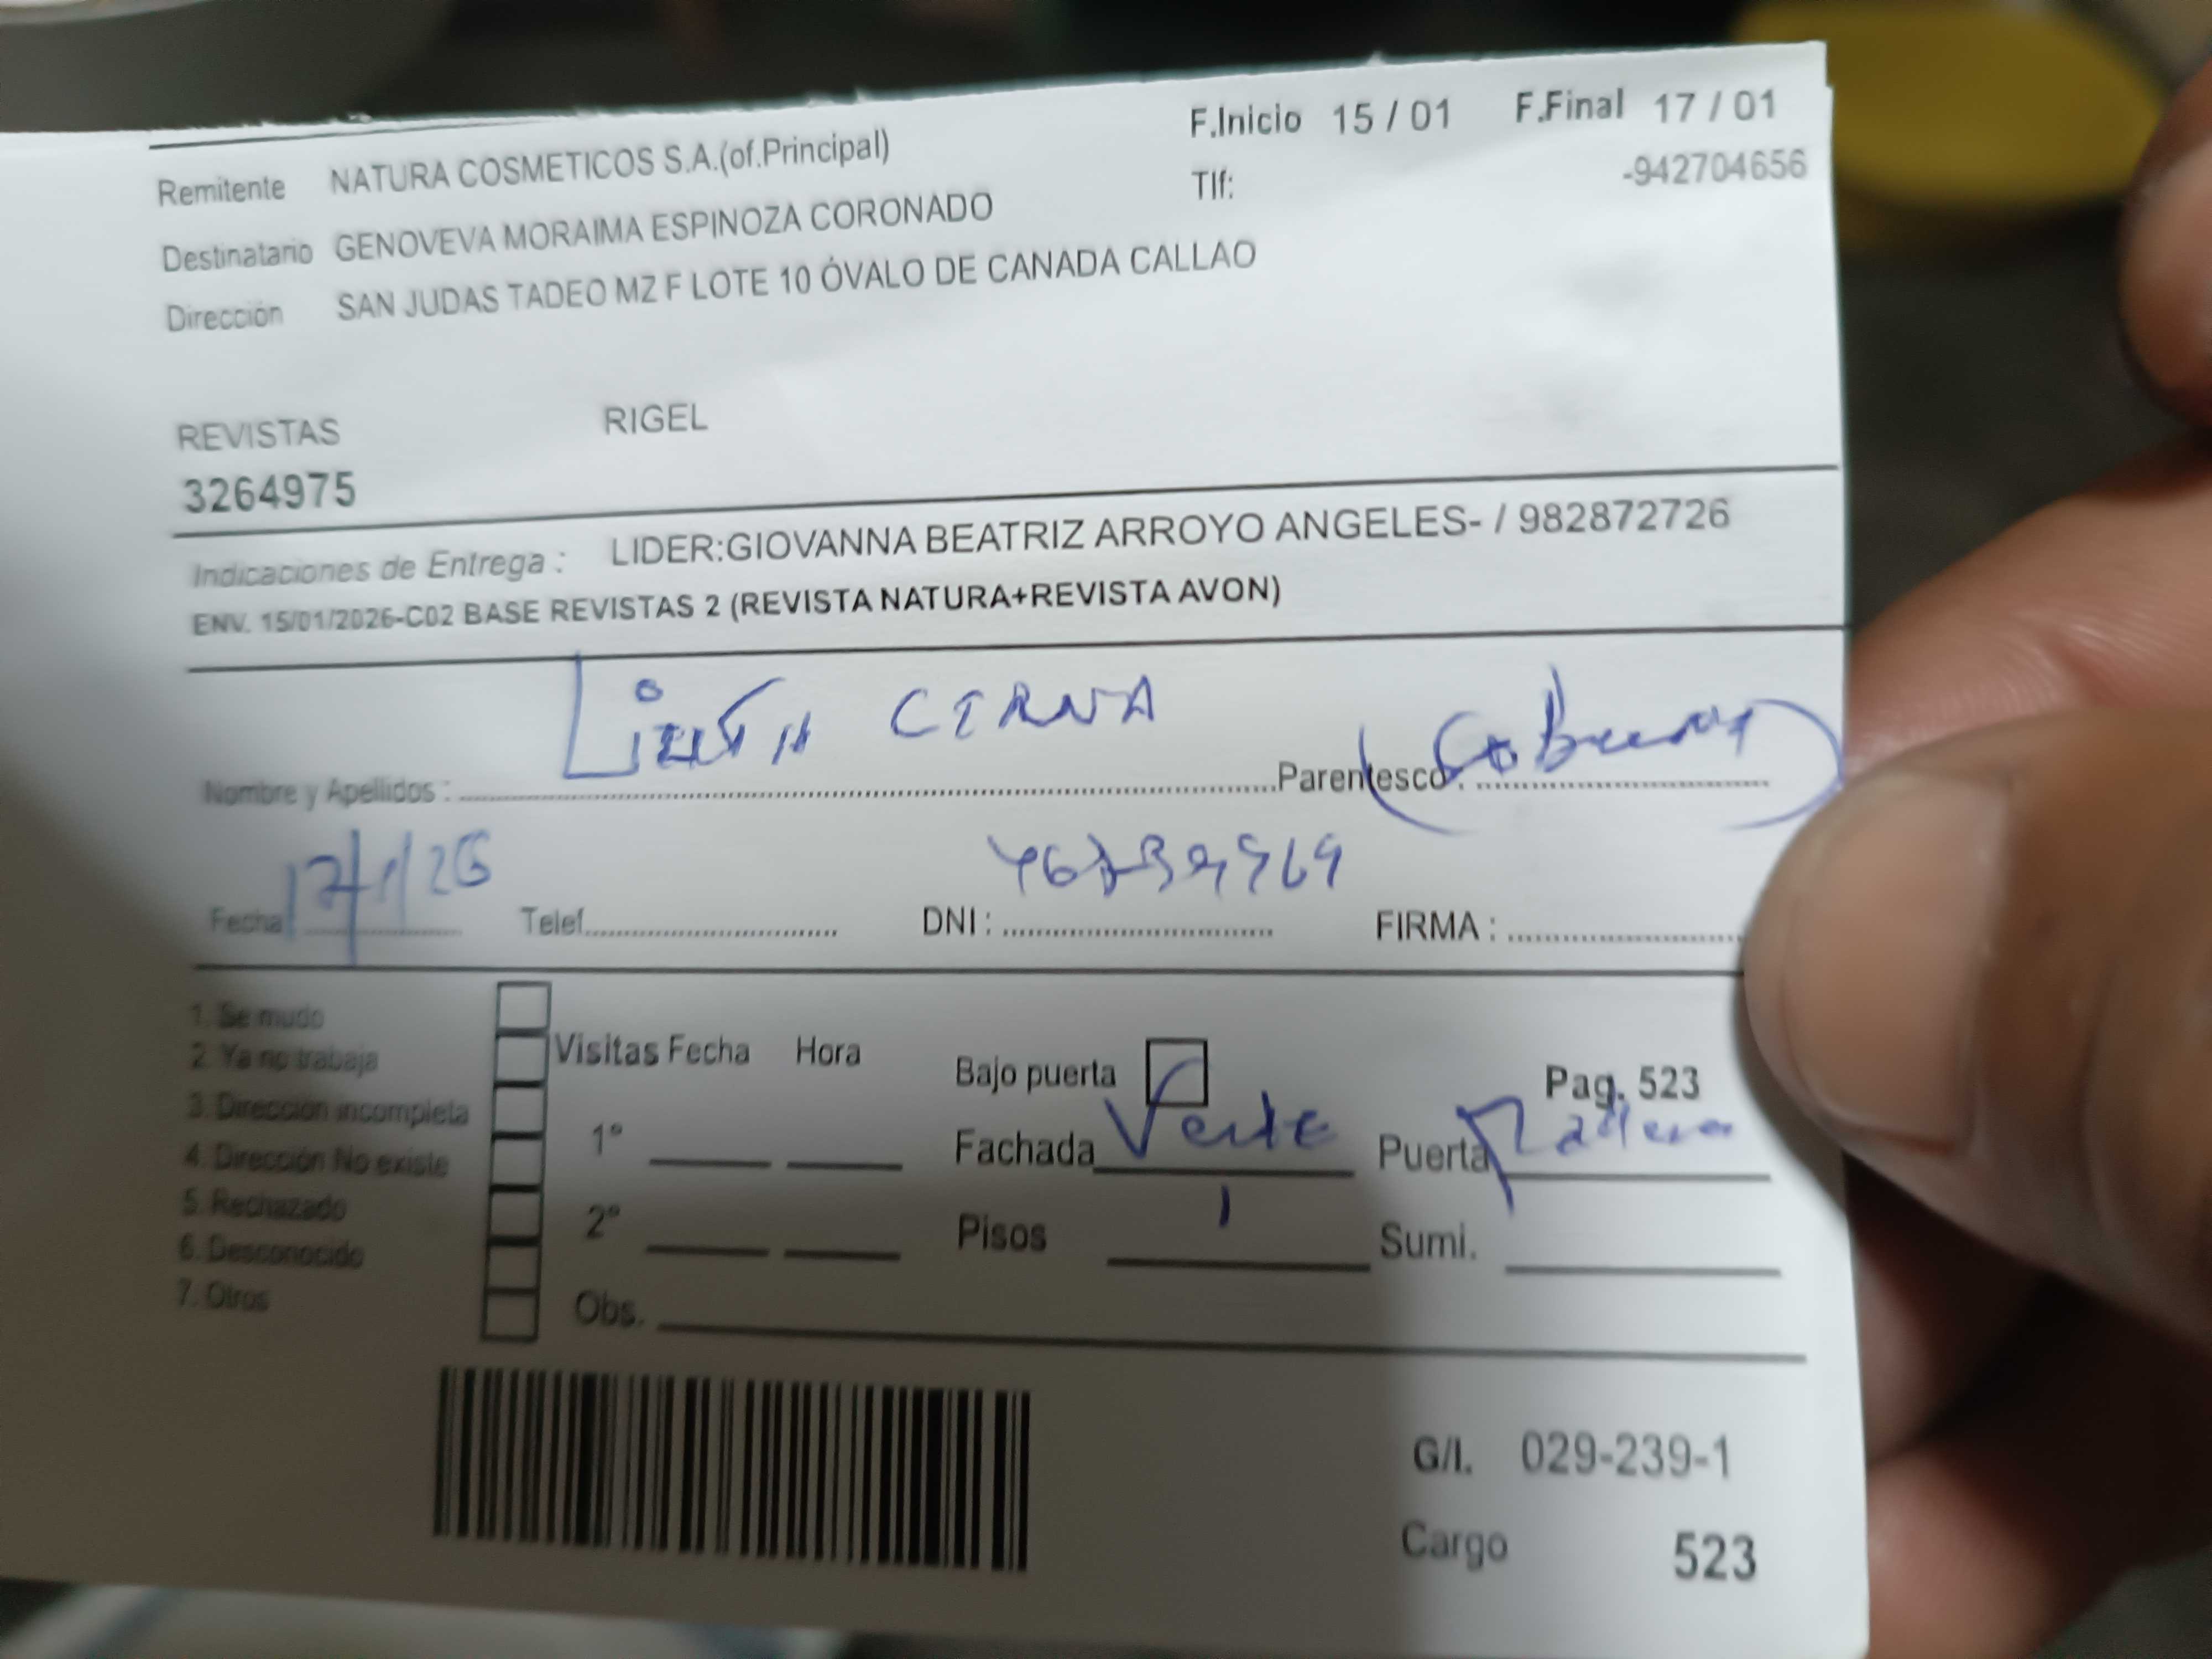 F.Inicio 15 / 01 F.Final 17 / 01
Remitente NATURA COSMETICOS S.A.(of.Principal) Tlf: -942704656
Destinatario GENOVEVA MORAIMA ESPINOZA CORONADO
Dirección SAN JUDAS TADEO MZ F LOTE 10 ÓVALO DE CANADA CALLAO
REVISTAS RIGEL
3264975
Indicaciones de Entrega : LIDER:GIOVANNA BEATRIZ ARROYO ANGELES- / 982872726
ENV. 15/01/2026-C02 BASE REVISTAS 2 (REVISTA NATURA+REVISTA AVON)
Nombre y Apellidos : Parentesco :
Fecha 17/1/26 Telef. DNI : FIRMA :
1. Se mudo
2. Ya no trabaja
3. Dirección incompleta
4. Dirección No existe
5. Rechazado
6. Desconocido
7. Otros
Visitas Fecha Hora
1º
2º
Obs.
Bajo puerta Pag. 523
Fachada Verde Puerta
Pisos 1 Sumi.
G/I. 029-239-1
Cargo 523